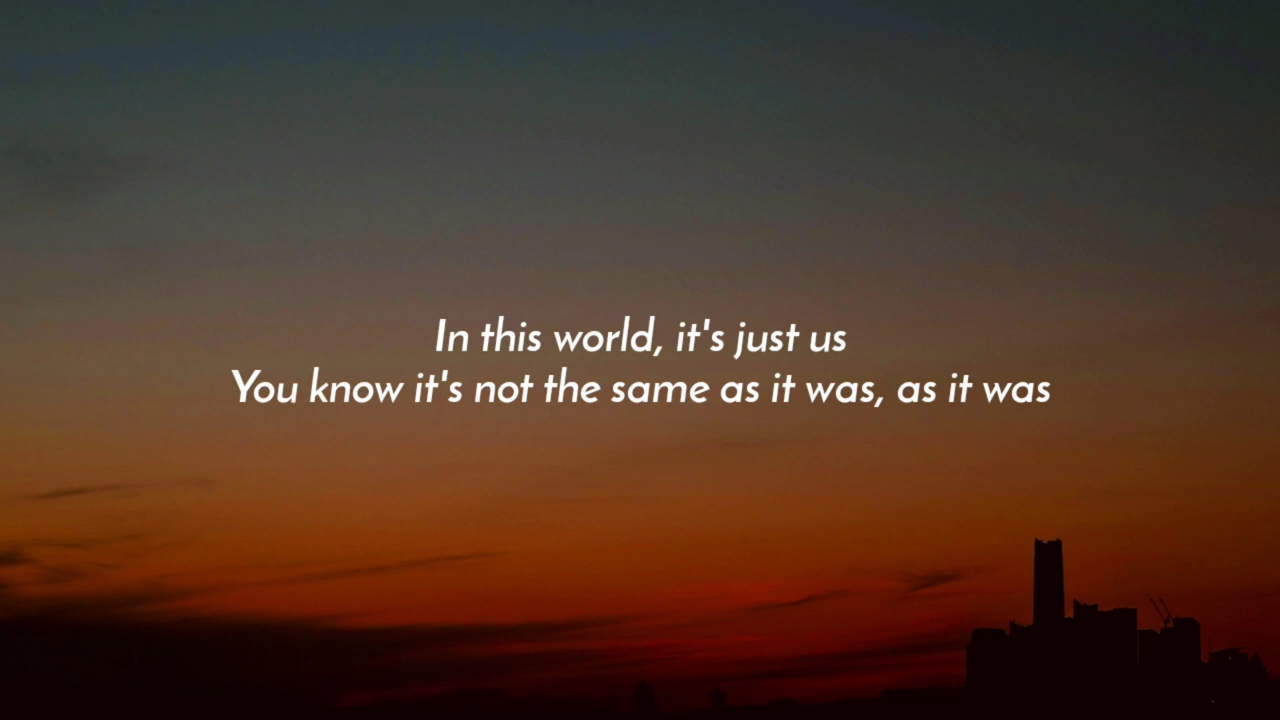 In this world, it's just us
You know it's not the same as it was, as it was